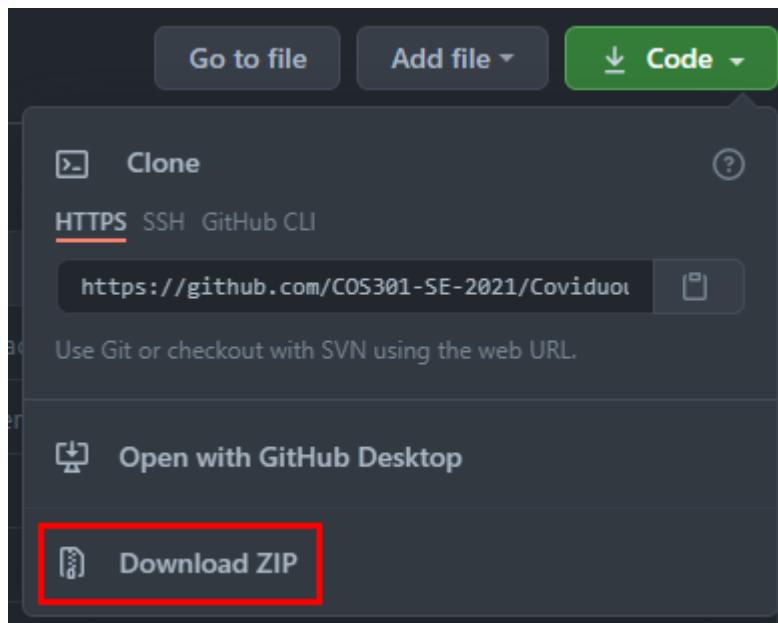 Go to file Add file Code
Clone
HTTPS SSH GitHub CLI
https://github.com/COS301-SE-2021/Coviduou
Use Git or checkout with SVN using the web URL.
Open with GitHub Desktop
Download ZIP